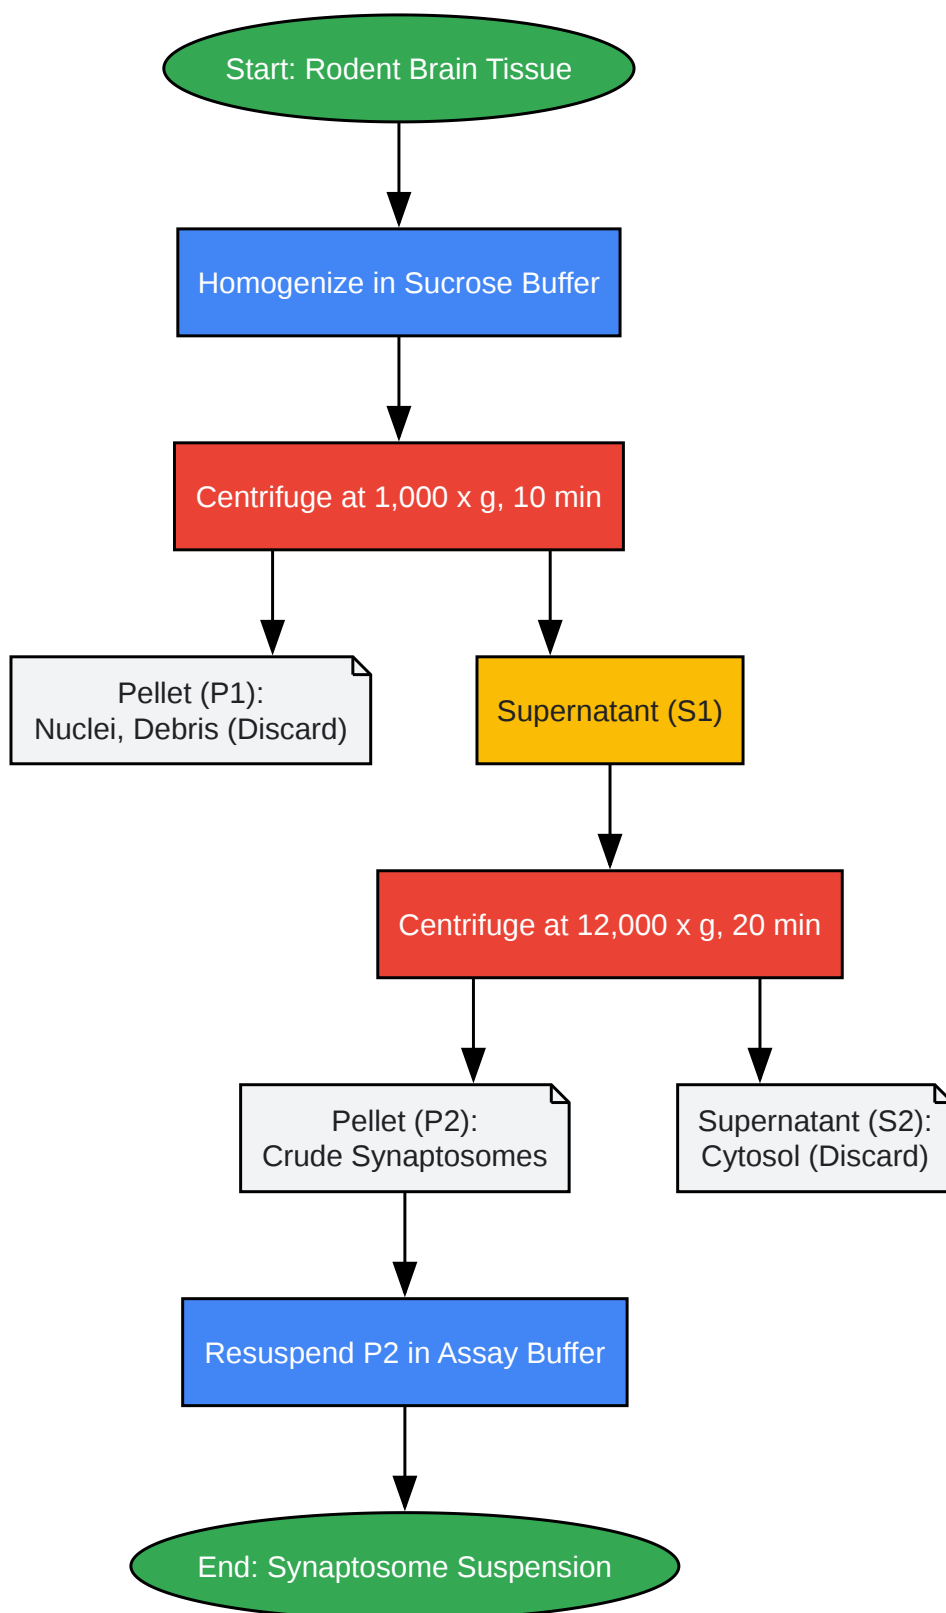 Start: Rodent Brain Tissue
Homogenize in Sucrose Buffer
Centrifuge at 1,000 x g, 10 min
Pellet (P1):
Nuclei, Debris (Discard)
Supernatant (S1)
Centrifuge at 12,000 x g, 20 min
Pellet (P2):
Crude Synaptosomes
Supernatant (S2):
Cytosol (Discard)
Resuspend P2 in Assay Buffer
End: Synaptosome Suspension